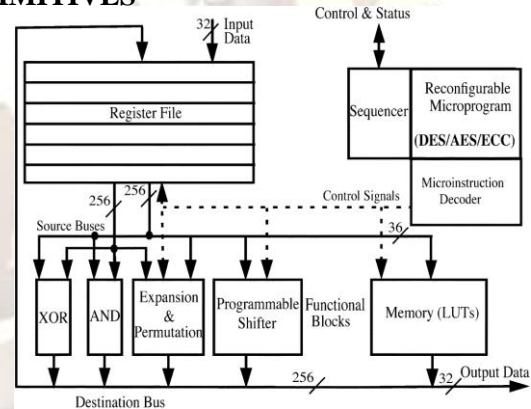 IMITIVES
Control & Status
32 Input
Data
Register File
Sequencer
Reconfigurable
Microprogram
(DES/AES/ECC)
Microinstruction
Decoder
256
256
Control Signals
Source Buses
36
XOR
AND
Expansion
&
Permutation
Programmable
Shifter
Functional
Blocks
Memory (LUTs)
256
32
Output Data
Destination Bus